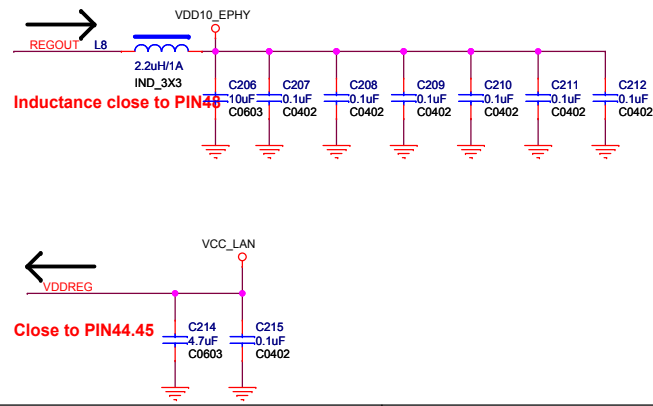 VDD10_EPHY
REGOUT L8
2.2uH/1A
IND_3X3
Inductance close to PIN48
C206 C207 C208 C209 C210 C211 C212
10uF 0.1uF 0.1uF 0.1uF 0.1uF 0.1uF 0.1uF
C0603 C0402 C0402 C0402 C0402 C0402 C0402
VCC_LAN
VDDREG
Close to PIN44.45
C214 C215
4.7uF 0.1uF
C0603 C0402